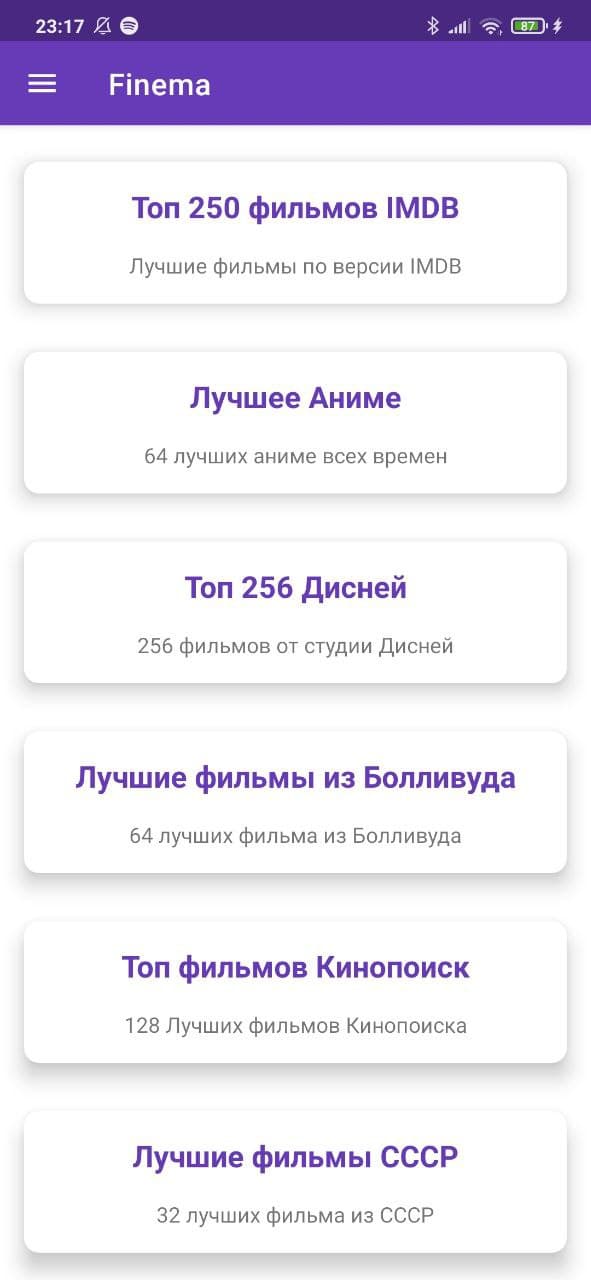 23:17
87
Finema
Топ 250 фильмов IMDB
Лучшие фильмы по версии IMDB
Лучшее Аниме
64 лучших аниме всех времен
Топ 256 Дисней
256 фильмов от студии Дисней
Лучшие фильмы из Болливуда
64 лучших фильма из Болливуда
Топ фильмов Кинопоиск
128 Лучших фильмов Кинопоиска
Лучшие фильмы СССР
32 лучших фильма из СССР